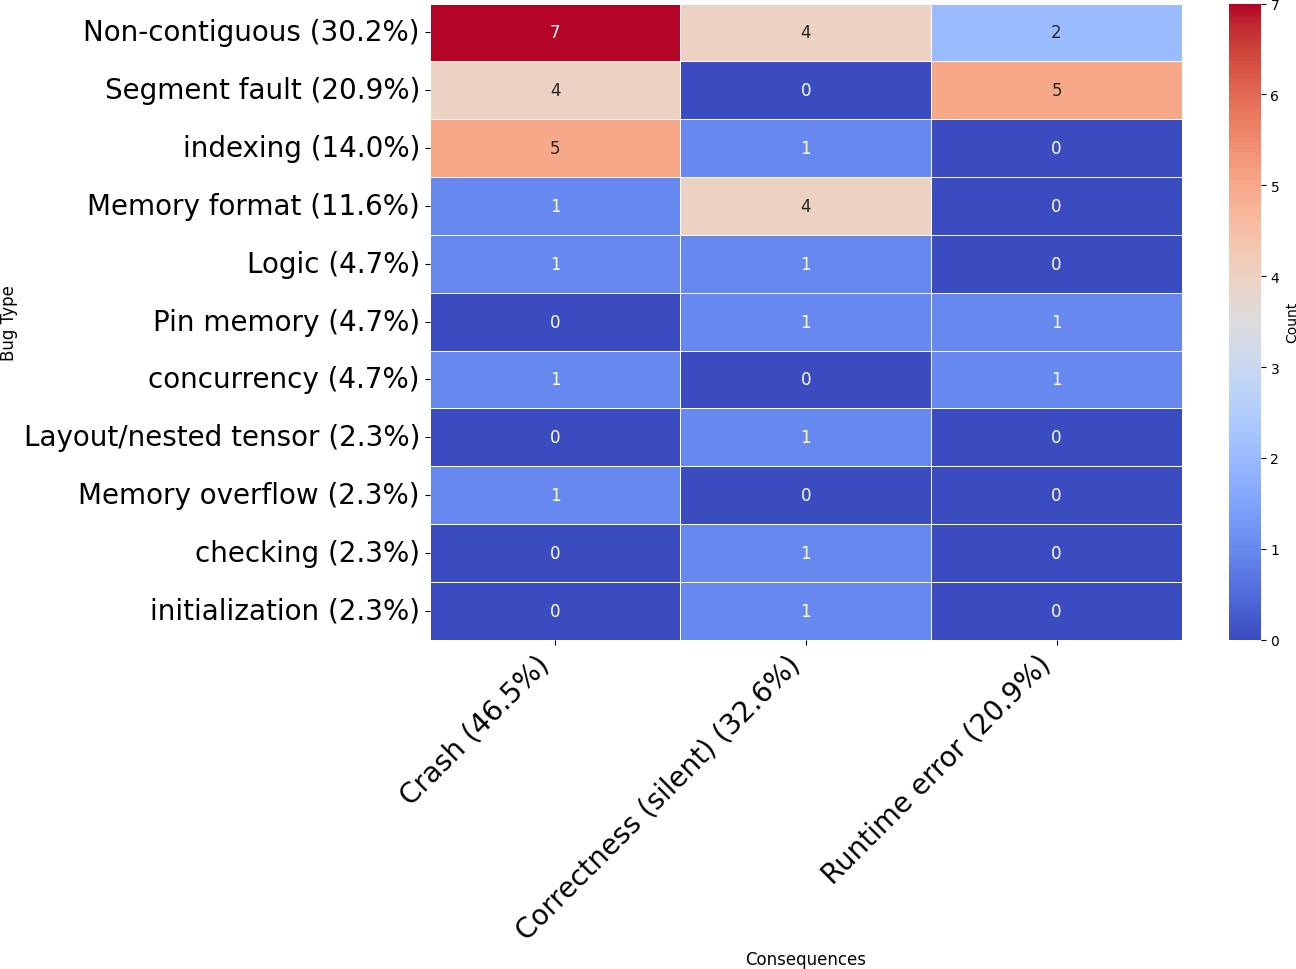 Non-contiguous (30.2%) 7 4 2
Segment fault (20.9%) 4 0 5
indexing (14.0%) 5 1 0
Memory format (11.6%) 1 4 0
Logic (4.7%) 1 1 0
Pin memory (4.7%) 0 1 1
concurrency (4.7%) 1 0 1
Layout/nested tensor (2.3%) 0 1 0
Memory overflow (2.3%) 1 0 0
checking (2.3%) 0 1 0
initialization (2.3%) 0 1 0
Bug Type
Crash (46.5%)
Correctness (silent) (32.6%)
Runtime error (20.9%)
Consequences
7
6
5
4
3
2
1
0
Count